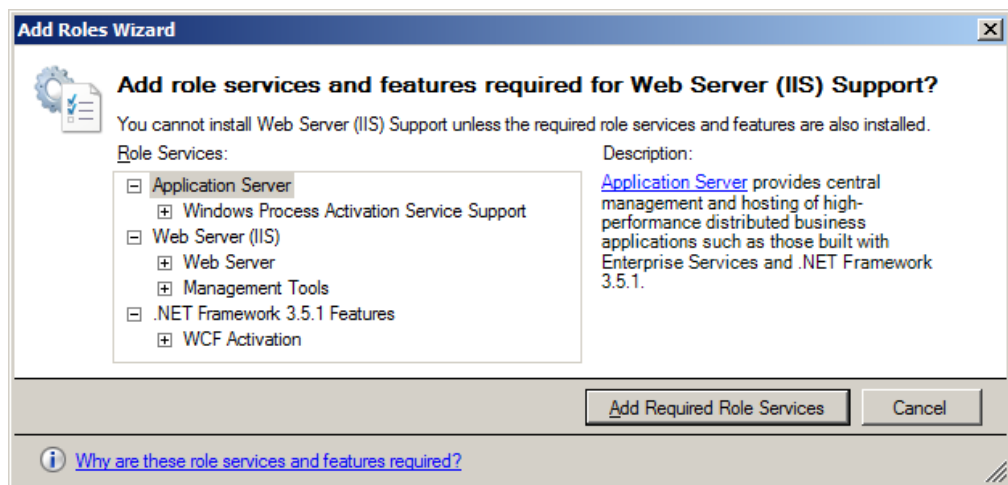 Add Roles Wizard
Add role services and features required for Web Server (IIS) Support?
You cannot install Web Server (IIS) Support unless the required role services and features are also installed.
Role Services:
Application Server
Windows Process Activation Service Support
Web Server (IIS)
Web Server
Management Tools
.NET Framework 3.5.1 Features
WCF Activation
Description:
Application Server provides central
management and hosting of high-
performance distributed business
applications such as those built with
Enterprise Services and .NET Framework
3.5.1.
Add Required Role Services
Cancel
Why are these role services and features required?